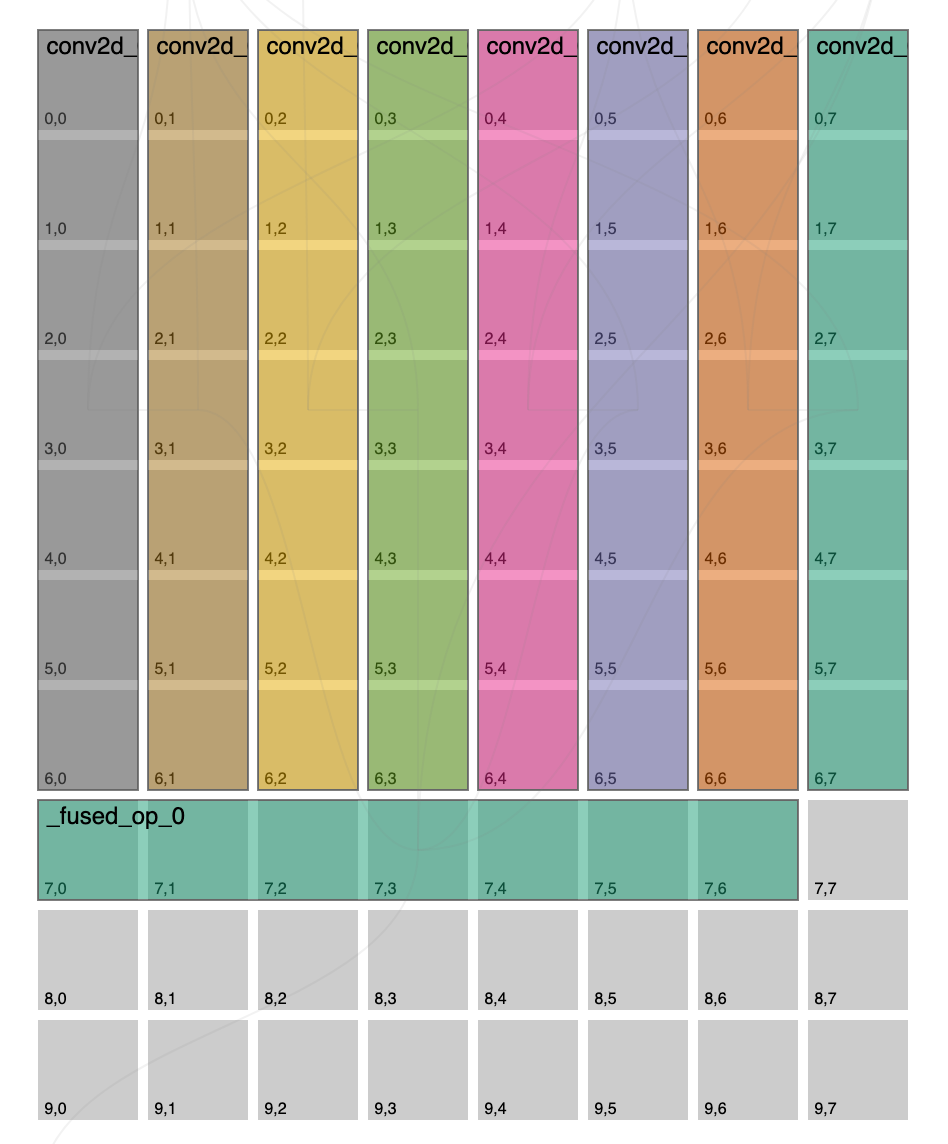 conv2d_ conv2d_ conv2d_ conv2d_ conv2d_ conv2d_ conv2d_ conv2d_
0,0 0,1 0,2 0,3 0,4 0,5 0,6 0,7
1,0 1,1 1,2 1,3 1,4 1,5 1,6 1,7
2,0 2,1 2,2 2,3 2,4 2,5 2,6 2,7
3,0 3,1 3,2 3,3 3,4 3,5 3,6 3,7
4,0 4,1 4,2 4,3 4,4 4,5 4,6 4,7
5,0 5,1 5,2 5,3 5,4 5,5 5,6 5,7
6,0 6,1 6,2 6,3 6,4 6,5 6,6 6,7
_fused_op_0
7,0 7,1 7,2 7,3 7,4 7,5 7,6 7,7
8,0 8,1 8,2 8,3 8,4 8,5 8,6 8,7
9,0 9,1 9,2 9,3 9,4 9,5 9,6 9,7